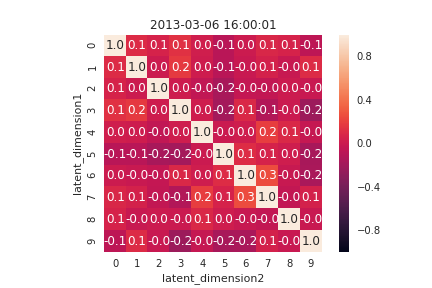 2013-03-06 16:00:01
latent_dimension1
0 1.0 0.1 0.1 0.1 0.0 -0.1 0.0 0.1 0.1 -0.1
1 0.1 1.0 0.0 0.2 0.0 -0.1 -0.0 0.1 -0.0 0.1
2 0.1 0.0 1.0 -0.0 -0.0 -0.2 -0.0 -0.0 0.0 -0.0
3 0.1 0.2 -0.0 1.0 0.0 -0.2 0.1 -0.1 -0.0 -0.2
4 0.0 0.0 -0.0 0.0 1.0 -0.0 0.0 0.2 0.1 -0.0
5 -0.1 -0.1 -0.2 -0.2 -0.0 1.0 0.1 0.1 0.0 -0.2
6 0.0 -0.0 -0.0 0.1 0.0 0.1 1.0 0.3 -0.0 -0.2
7 0.1 0.1 -0.0 -0.1 0.2 0.1 0.3 1.0 -0.0 0.1
8 0.1 -0.0 0.0 -0.0 0.1 0.0 -0.0 -0.0 1.0 -0.0
9 -0.1 0.1 -0.0 -0.2 -0.0 -0.2 -0.2 0.1 -0.0 1.0
0 1 2 3 4 5 6 7 8 9
latent_dimension2
0.8
0.4
0.0
−0.4
−0.8